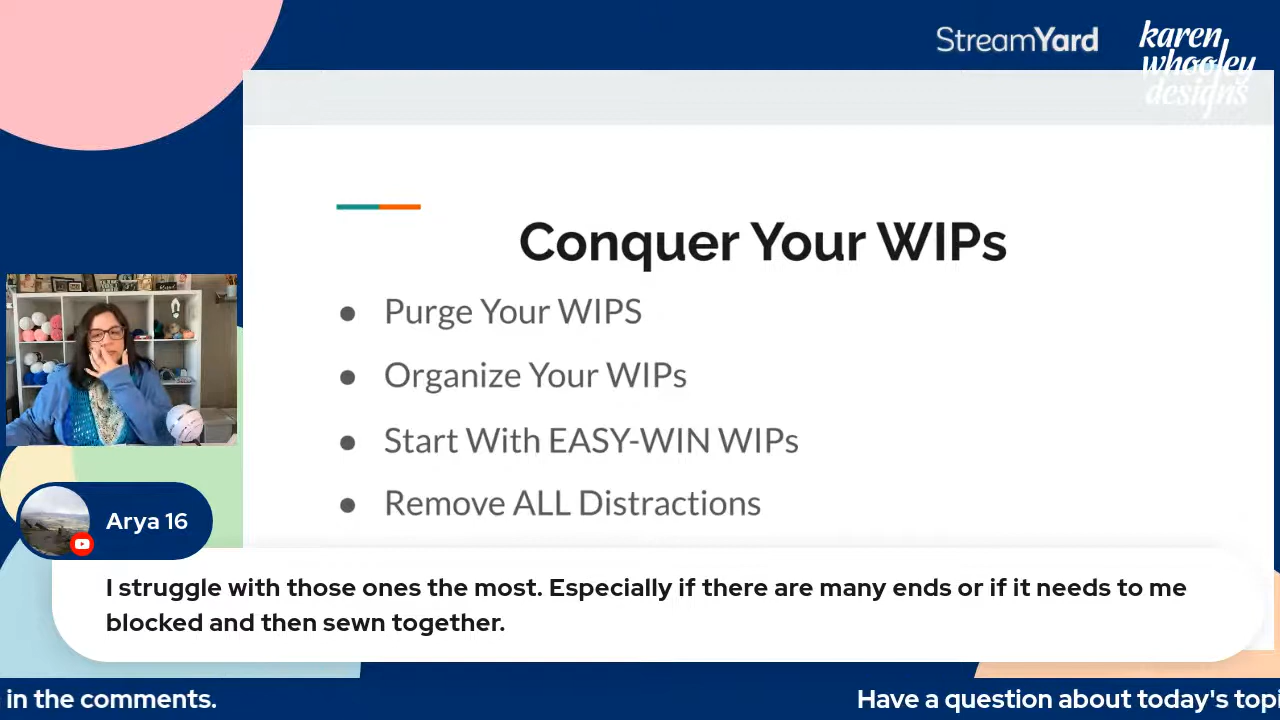 StreamYard
karen
whooley
designs
Conquer Your WIPs
● Purge Your WIPS
● Organize Your WIPs
● Start With EASY-WIN WIPs
● Remove ALL Distractions
Arya 16
I struggle with those ones the most. Especially if there are many ends or if it needs to me
blocked and then sewn together.
in the comments. Have a question about today's topi